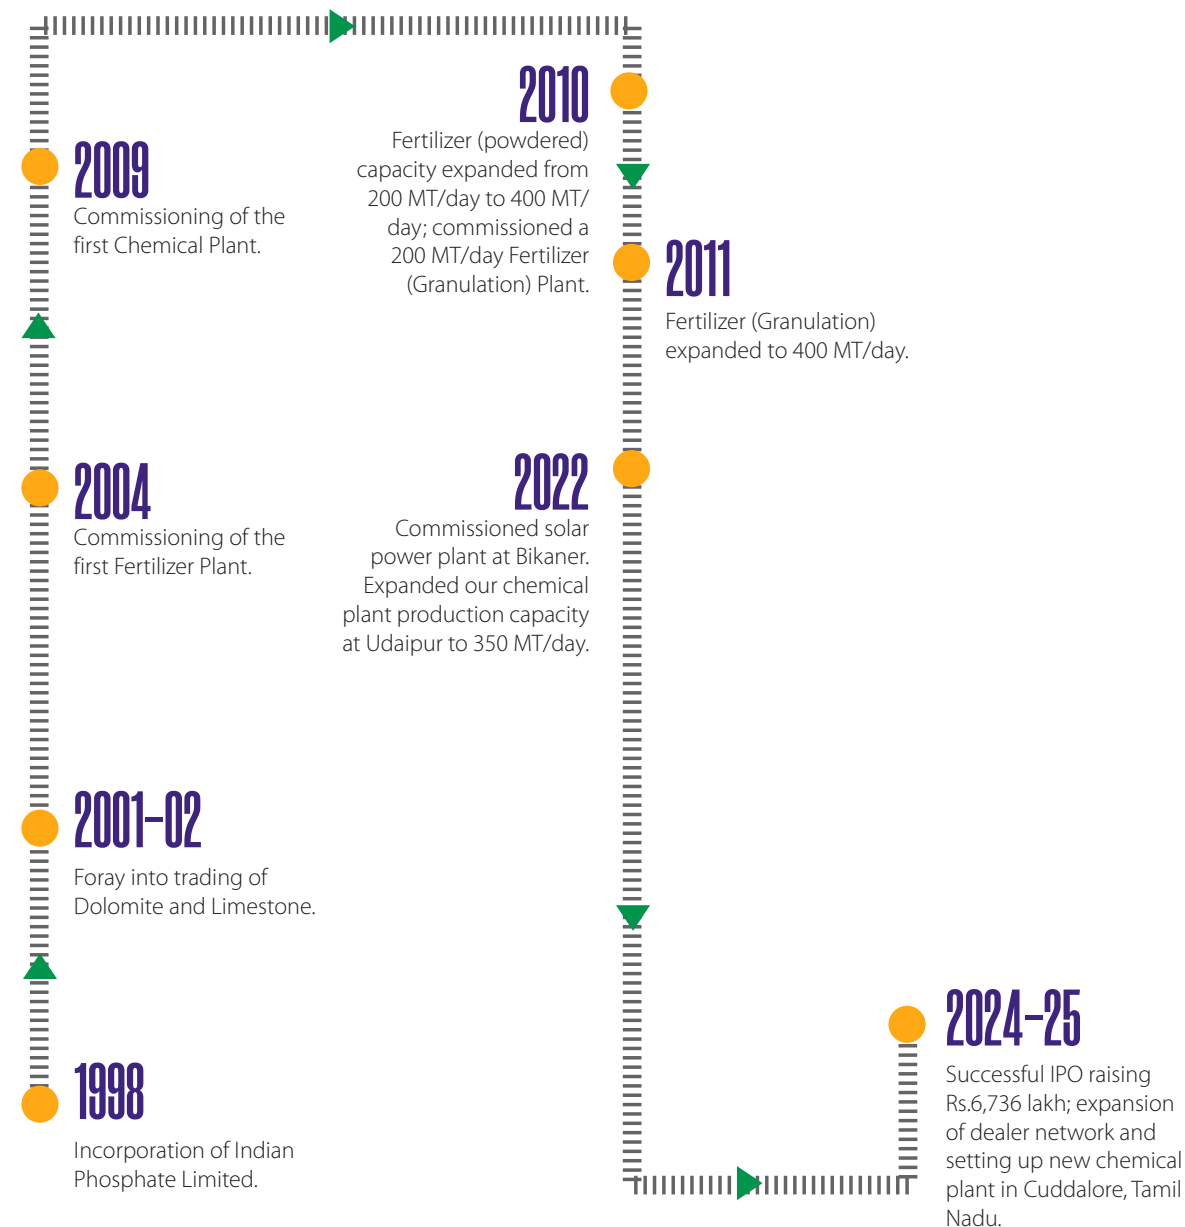 1998
Incorporation of Indian
Phosphate Limited.
2001-02
Foray into trading of
Dolomite and Limestone.
2004
Commissioning of the
first Fertilizer Plant.
2009
Commissioning of the
first Chemical Plant.
2010
Fertilizer (powdered)
capacity expanded from
200 MT/day to 400 MT/
day; commissioned a
200 MT/day Fertilizer
(Granulation) Plant.
2011
Fertilizer (Granulation)
expanded to 400 MT/day.
2022
Commissioned solar
power plant at Bikaner.
Expanded our chemical
plant production capacity
at Udaipur to 350 MT/day.
2024-25
Successful IPO raising
Rs.6,736 lakh; expansion
of dealer network and
setting up new chemical
plant in Cuddalore, Tamil
Nadu.